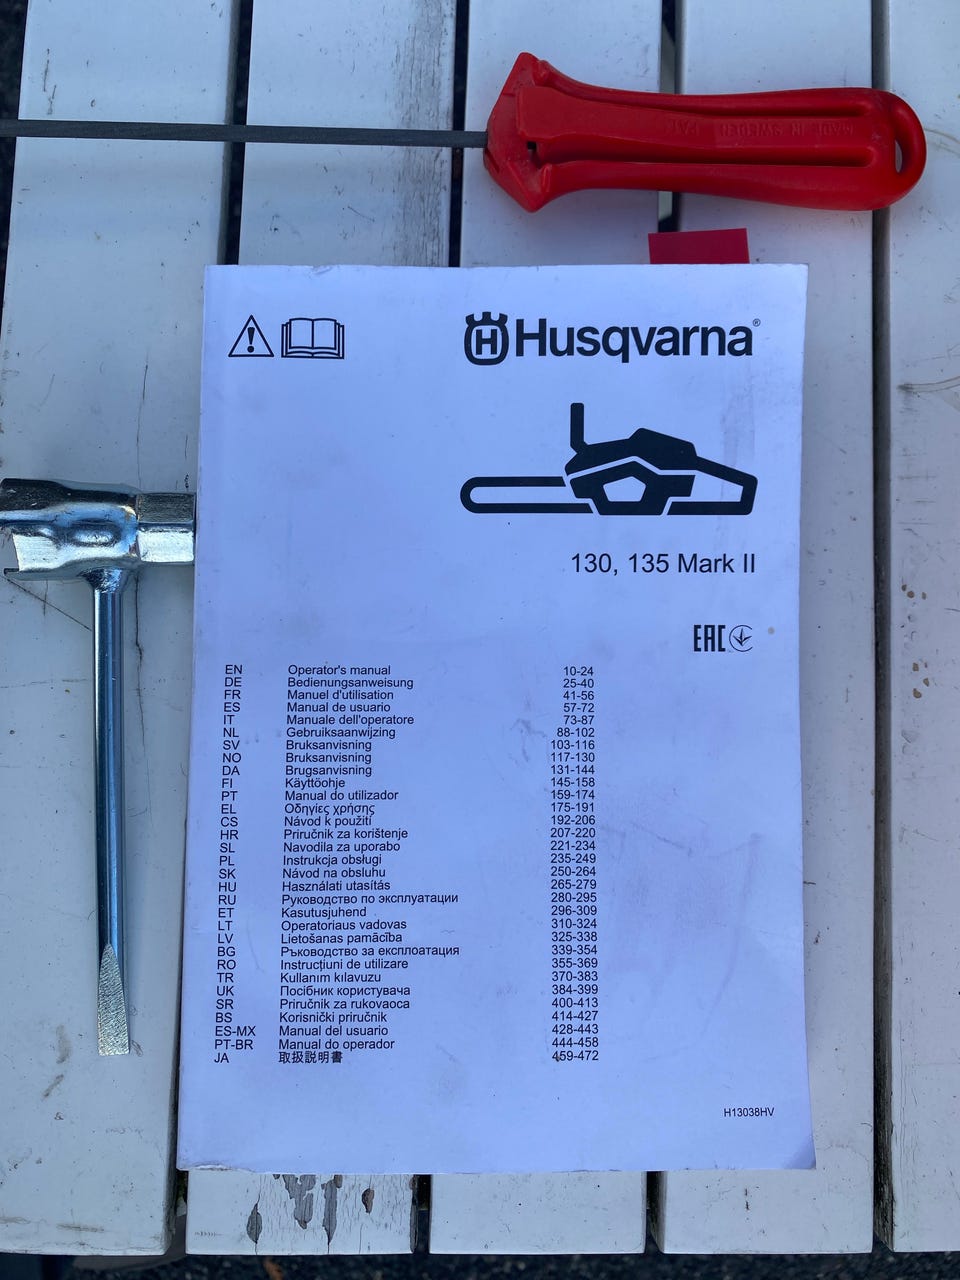 MADE IN SWEDEN PAT
Husqvarna®
130, 135 Mark II
EAC
EN Operator's manual 10-24
DE Bedienungsanweisung 25-40
FR Manuel d'utilisation 41-56
ES Manual de usuario 57-72
IT Manuale dell'operatore 73-87
NL Gebruiksaanwijzing 88-102
SV Bruksanvisning 103-116
NO Bruksanvisning 117-130
DA Brugsanvisning 131-144
FI Käyttöohje 145-158
PT Manual do utilizador 159-174
EL Οδηγίες χρήσης 175-191
CS Návod k použití 192-206
HR Priručnik za korištenje 207-220
SL Navodila za uporabo 221-234
PL Instrukcja obsługi 235-249
SK Návod na obsluhu 250-264
HU Használati utasítás 265-279
RU Руководство по эксплуатации 280-295
ET Kasutusjuhend 296-309
LT Operatoriaus vadovas 310-324
LV Lietošanas pamācība 325-338
BG Ръководство за експлоатация 339-354
RO Instrucțiuni de utilizare 355-369
TR Kullanım kılavuzu 370-383
UK Посібник користувача 384-399
SR Priručnik za rukovaoca 400-413
BS Korisnički priručnik 414-427
ES-MX Manual del usuario 428-443
PT-BR Manual do operador 444-458
JA 取扱説明書 459-472
H13038HV